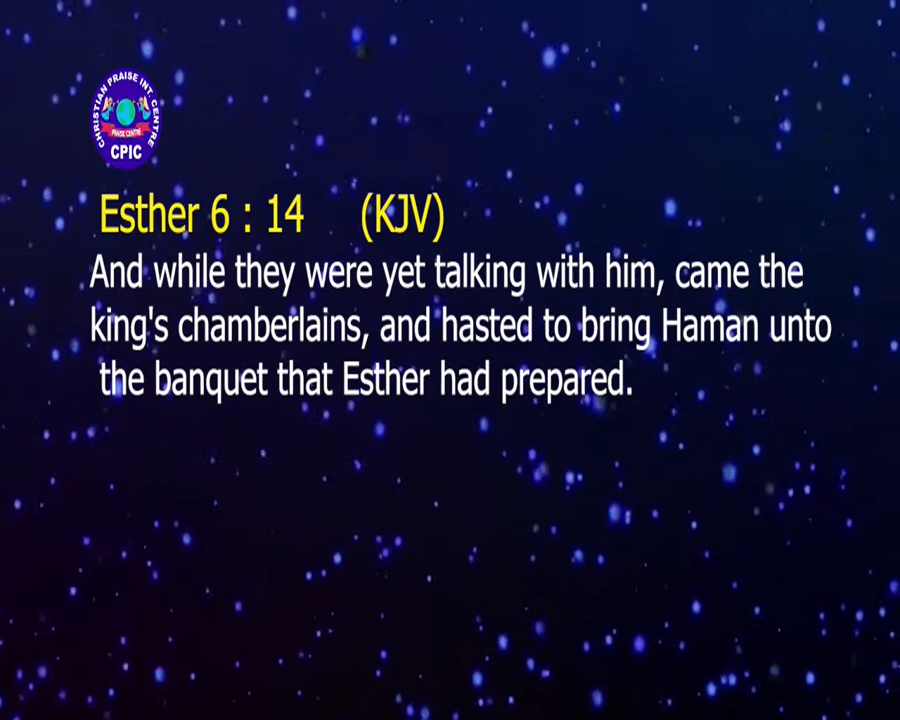 CHRISTIAN PRAISE INT. CENTRE
PRAISE CENTRE
CPIC
Esther 6 : 14 (KJV)
And while they were yet talking with him, came the
king's chamberlains, and hasted to bring Haman unto
the banquet that Esther had prepared.